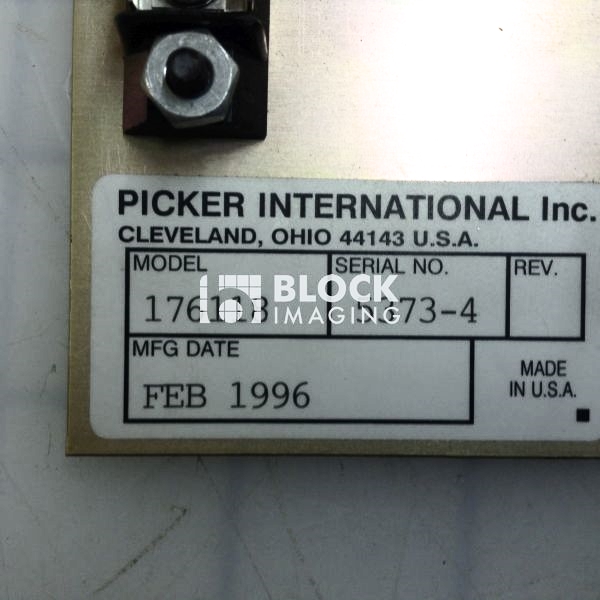 PICKER INTERNATIONAL Inc.
CLEVELAND, OHIO 44143 U.S.A.
MODEL SERIAL NO. REV.
BLOCK
IMAGING
MFG DATE
FEB 1996
MADE
IN U.S.A.